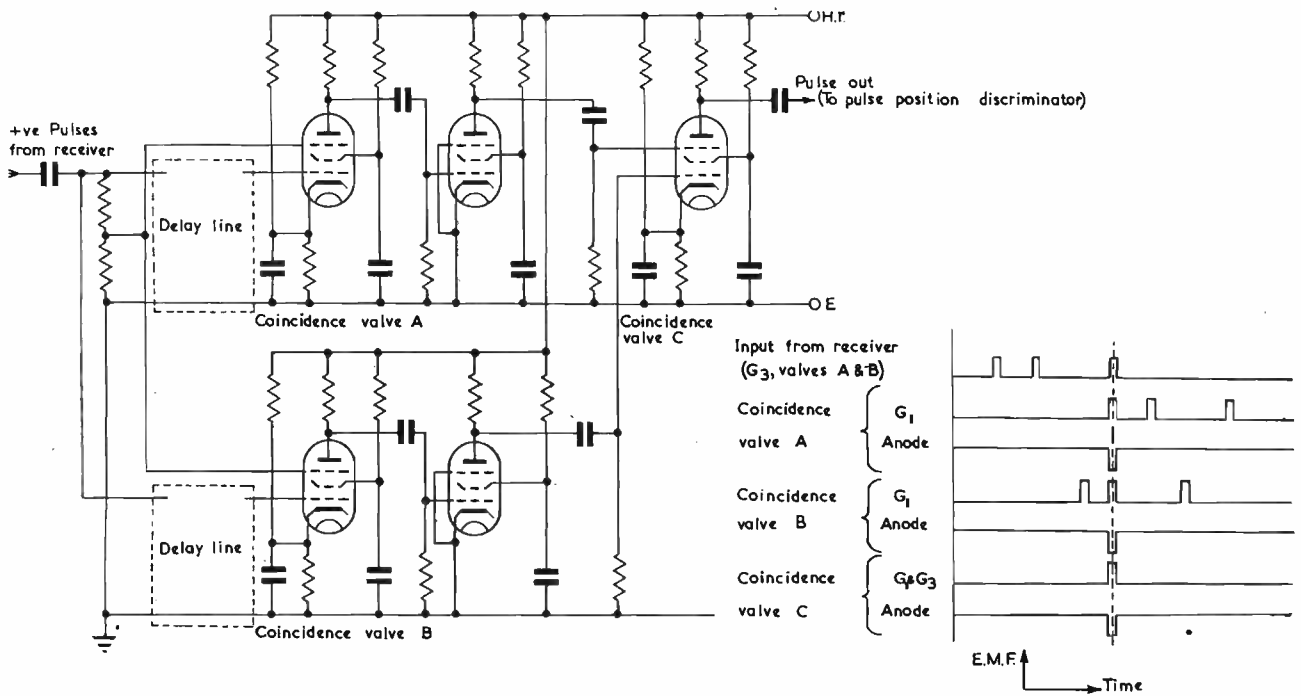 H.T.
Pulse out
(To pulse position discriminator)
+ve Pulses
from receiver
Delay line
E
Coincidence valve A
Coincidence
valve C
Delay line
Coincidence valve B
Input from receiver
(G3, valves A & B)
Coincidence
valve A
G1
Anode
Coincidence
valve B
G1
Anode
Coincidence
valve C
G1&G3
Anode
E.M.F.
Time